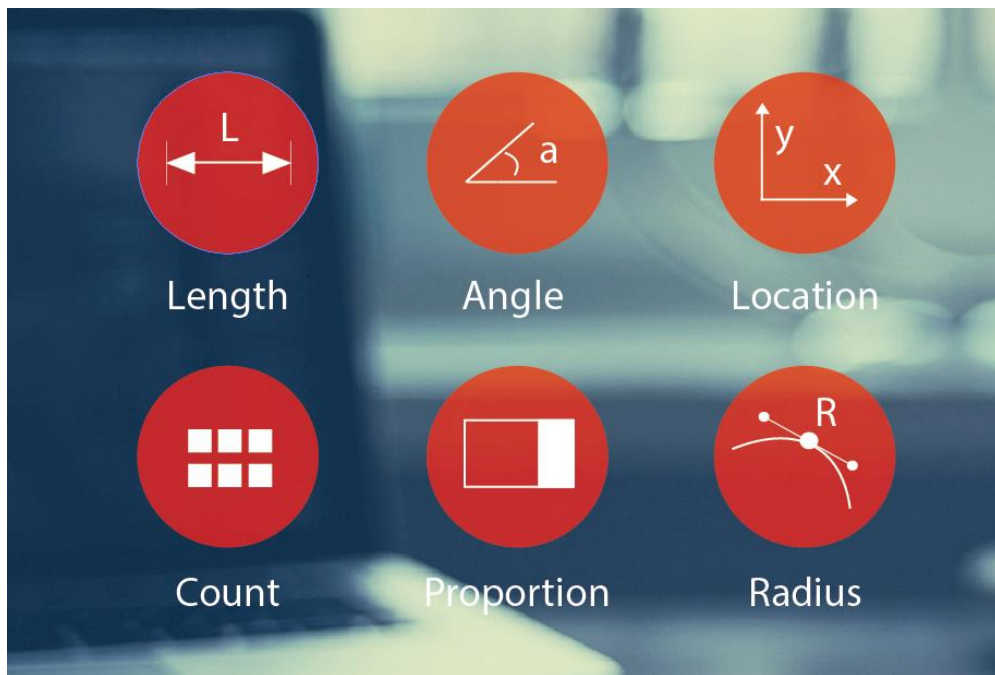 L
a
y
x
Length
Angle
Location
R
Count
Proportion
Radius